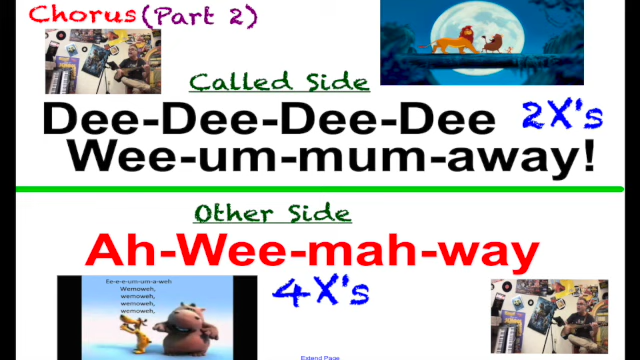 Chorus (Part 2)
Called Side
Dee-Dee-Dee-Dee 2X's
Wee-um-mum-away!
Other Side
Ah-Wee-mah-way
4X's
Ee-e-e-um-um-a-weh
Wemoweh,
wemoweh,
wemoweh,
wemoweh,
Extend Page